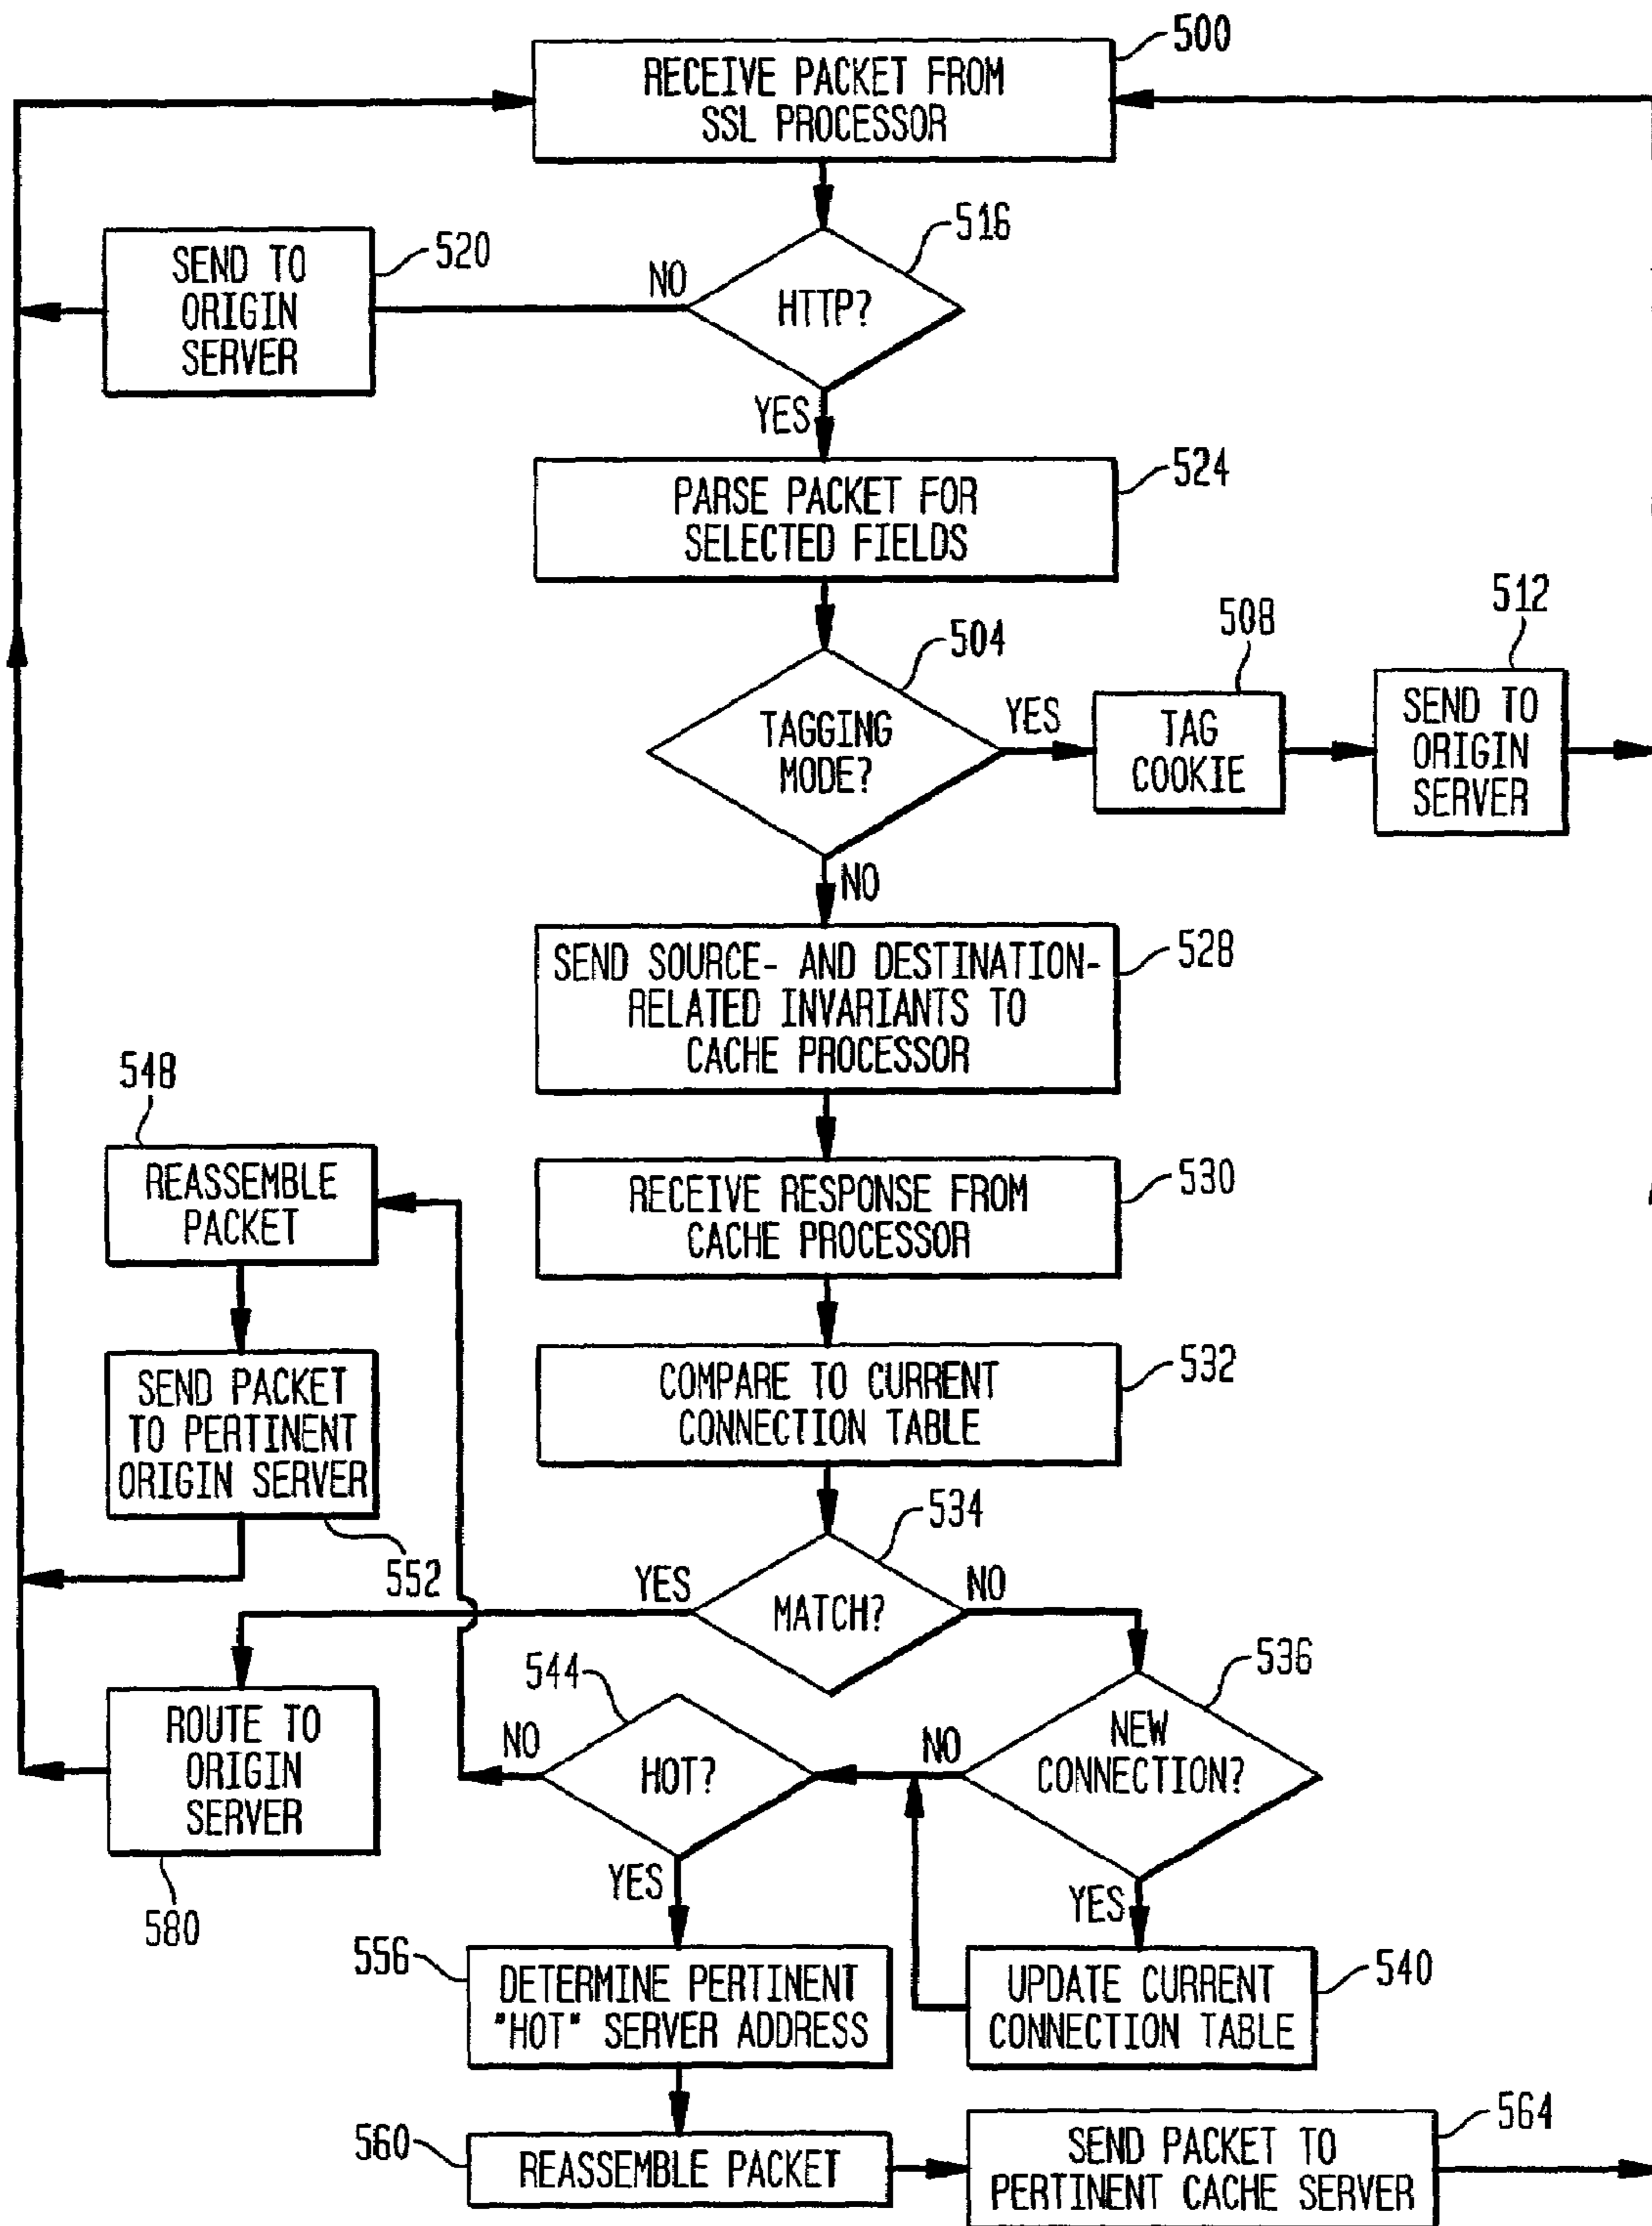 500
RECEIVE PACKET FROM
SSL PROCESSOR
516
HTTP?
NO
520
SEND TO
ORIGIN
SERVER
YES
524
PARSE PACKET FOR
SELECTED FIELDS
504
TAGGING
MODE?
YES
508
TAG
COOKIE
512
SEND TO
ORIGIN
SERVER
NO
528
SEND SOURCE- AND DESTINATION-
RELATED INVARIANTS TO
CACHE PROCESSOR
530
RECEIVE RESPONSE FROM
CACHE PROCESSOR
532
COMPARE TO CURRENT
CONNECTION TABLE
534
MATCH?
YES
NO
548
REASSEMBLE
PACKET
SEND PACKET
TO PERTINENT
ORIGIN SERVER
552
ROUTE TO
ORIGIN
SERVER
580
536
NEW
CONNECTION?
NO
YES
540
UPDATE CURRENT
CONNECTION TABLE
544
HOT?
NO
YES
556
DETERMINE PERTINENT
"HOT" SERVER ADDRESS
560
REASSEMBLE PACKET
564
SEND PACKET TO
PERTINENT CACHE SERVER